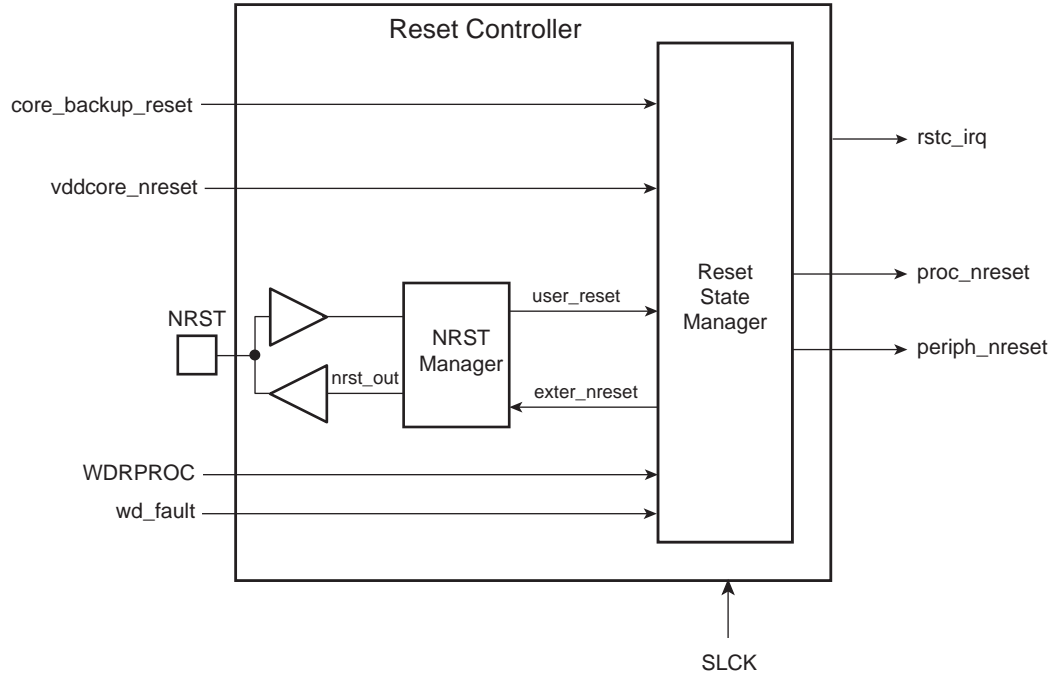 Reset Controller
core_backup_reset
rstc_irq
vddcore_nreset
Reset
State
Manager
proc_nreset
user_reset
NRST
NRST
Manager
periph_nreset
nrst_out
exter_nreset
WDRPROC
wd_fault
SLCK